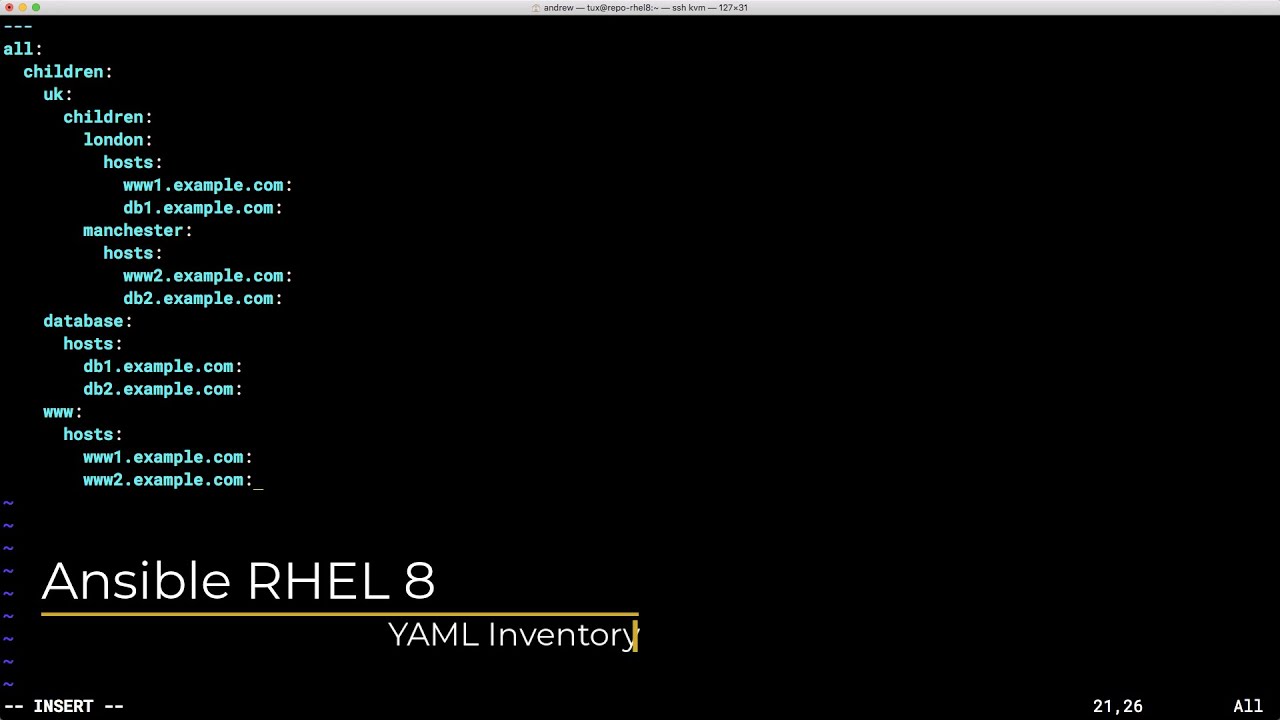 andrew — tux@repo-rhel8:~ — ssh kvm — 127×31
---
all:
  children:
    uk:
      children:
        london:
          hosts:
            www1.example.com:
            db1.example.com:
        manchester:
          hosts:
            www2.example.com:
            db2.example.com:
    database:
      hosts:
        db1.example.com:
        db2.example.com:
    www:
      hosts:
        www1.example.com:
        www2.example.com:_
~
~
~
~
~
~
~
~
~
Ansible RHEL 8
YAML Inventory
-- INSERT -- 21,26 All